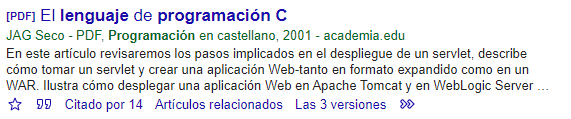 [PDF] El lenguaje de programación C
JAG Seco - PDF, Programación en castellano, 2001 - academia.edu
En este artículo revisaremos los pasos implicados en el despliegue de un servlet, describe
cómo tomar un servlet y crear una aplicación Web-tanto en formato expandido como en un
WAR. Ilustra cómo desplegar una aplicación Web en Apache Tomcat y en WebLogic Server …
Citado por 14 Artículos relacionados Las 3 versiones